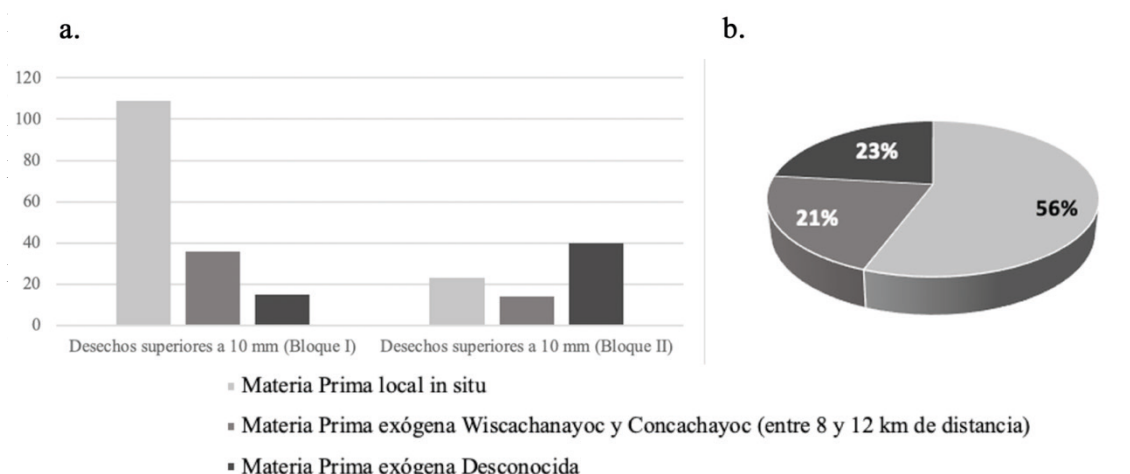 a.
b.
120
100
80
60
40
20
0
Desechos superiores a 10 mm (Bloque I)
Desechos superiores a 10 mm (Bloque II)
23%
21%
56%
Materia Prima local in situ
Materia Prima exógena Wiscachanayoc y Concachayoc (entre 8 y 12 km de distancia)
Materia Prima exógena Desconocida